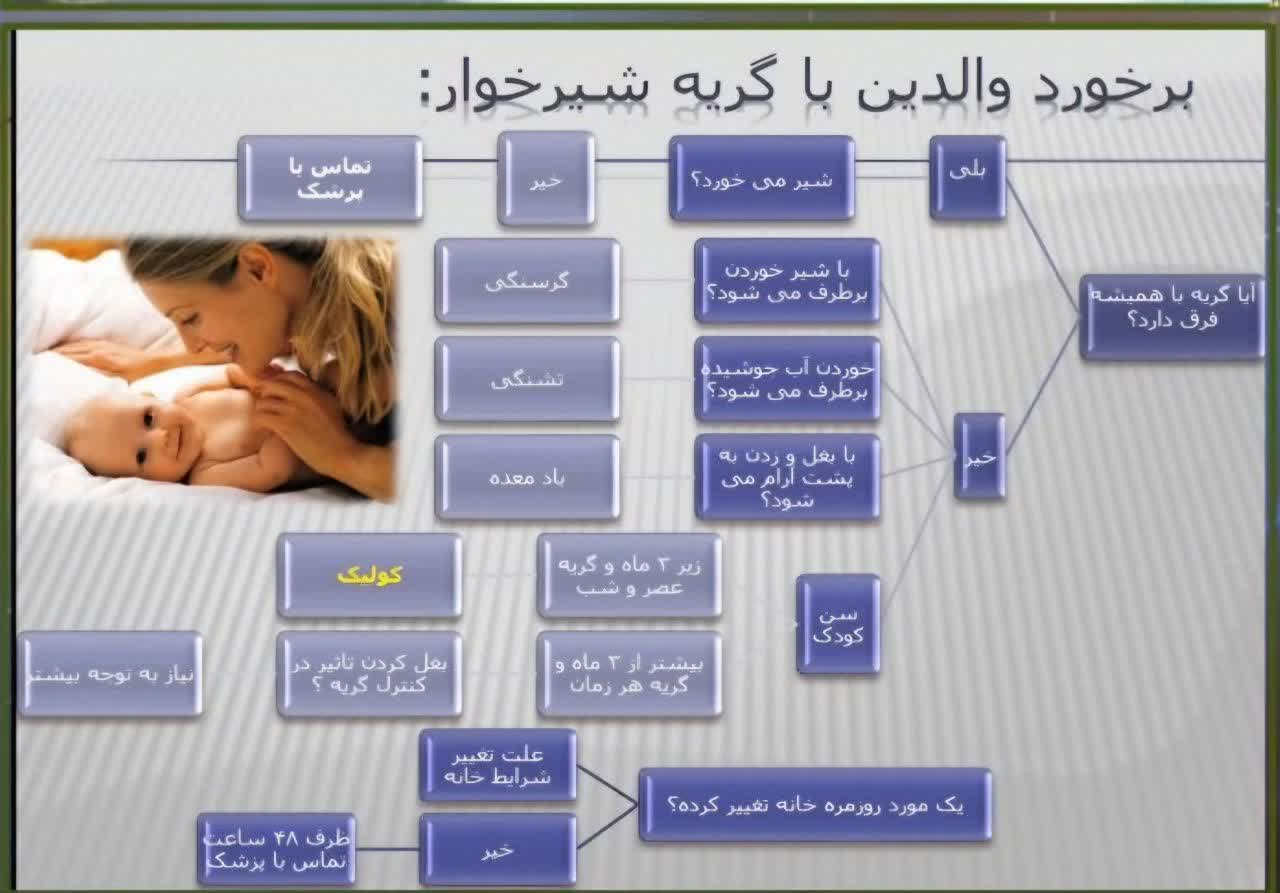 برخورد والدین با گریه شیرخوار:
بلی
شیر می خورد؟
خیر
تماس با
پزشک
آیا گریه با همیشه
فرق دارد؟
با شیر خوردن
برطرف می شود؟
گرسنگی
خوردن آب جوشیده
برطرف می شود؟
تشنگی
خیر
با بغل و زدن به
پشت آرام می
شود؟
باد معده
سن
کودک
زیر ۳ ماه و گریه
عصر و شب
کولیک
بیشتر از ۳ ماه و
گریه هر زمان
بغل کردن تاثیر در
کنترل گریه ؟
نیاز به توجه بیشتر
یک مورد روزمره خانه تغییر کرده؟
علت تغییر
شرایط خانه
خیر
ظرف ۴۸ ساعت
تماس با پزشک